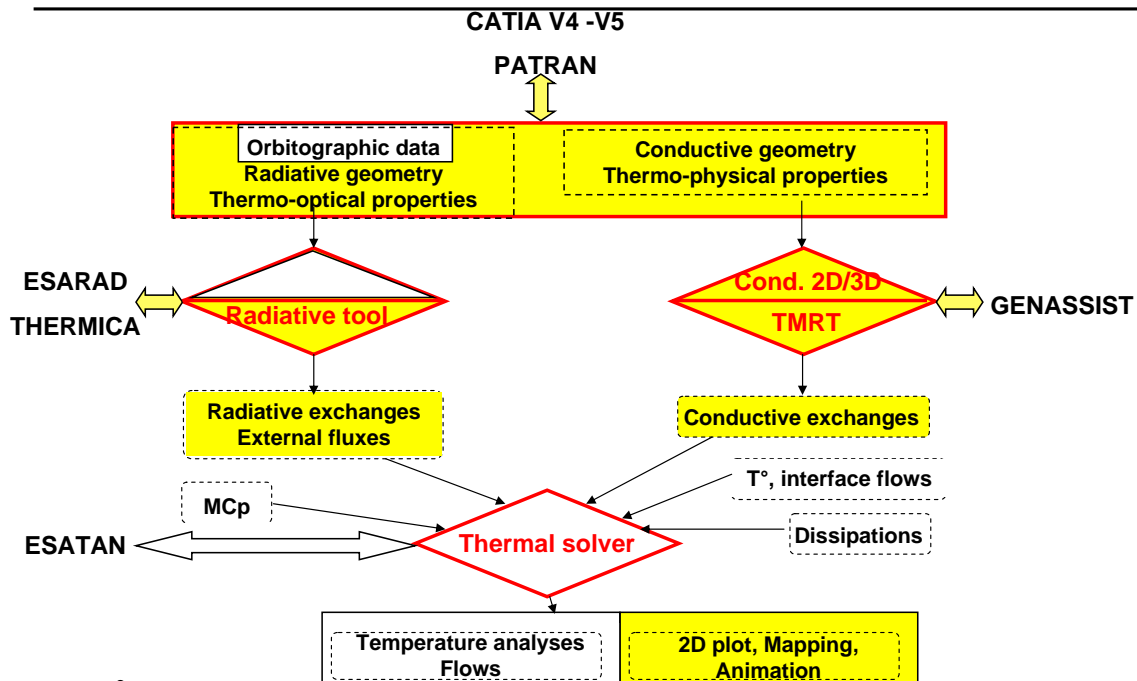 CATIA V4 -V5
PATRAN
Orbitographic data
Radiative geometry
Thermo-optical properties
Conductive geometry
Thermo-physical properties
ESARAD
THERMICA
Radiative tool
Cond. 2D/3D
TMRT
GENASSIST
Radiative exchanges
External fluxes
Conductive exchanges
T°, interface flows
MCp
Dissipations
ESATAN
Thermal solver
Temperature analyses
Flows
2D plot, Mapping,
Animation